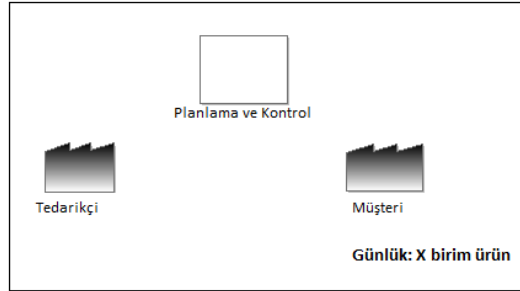 Planlama ve Kontrol
Tedarikçi
Müşteri
Günlük: X birim ürün